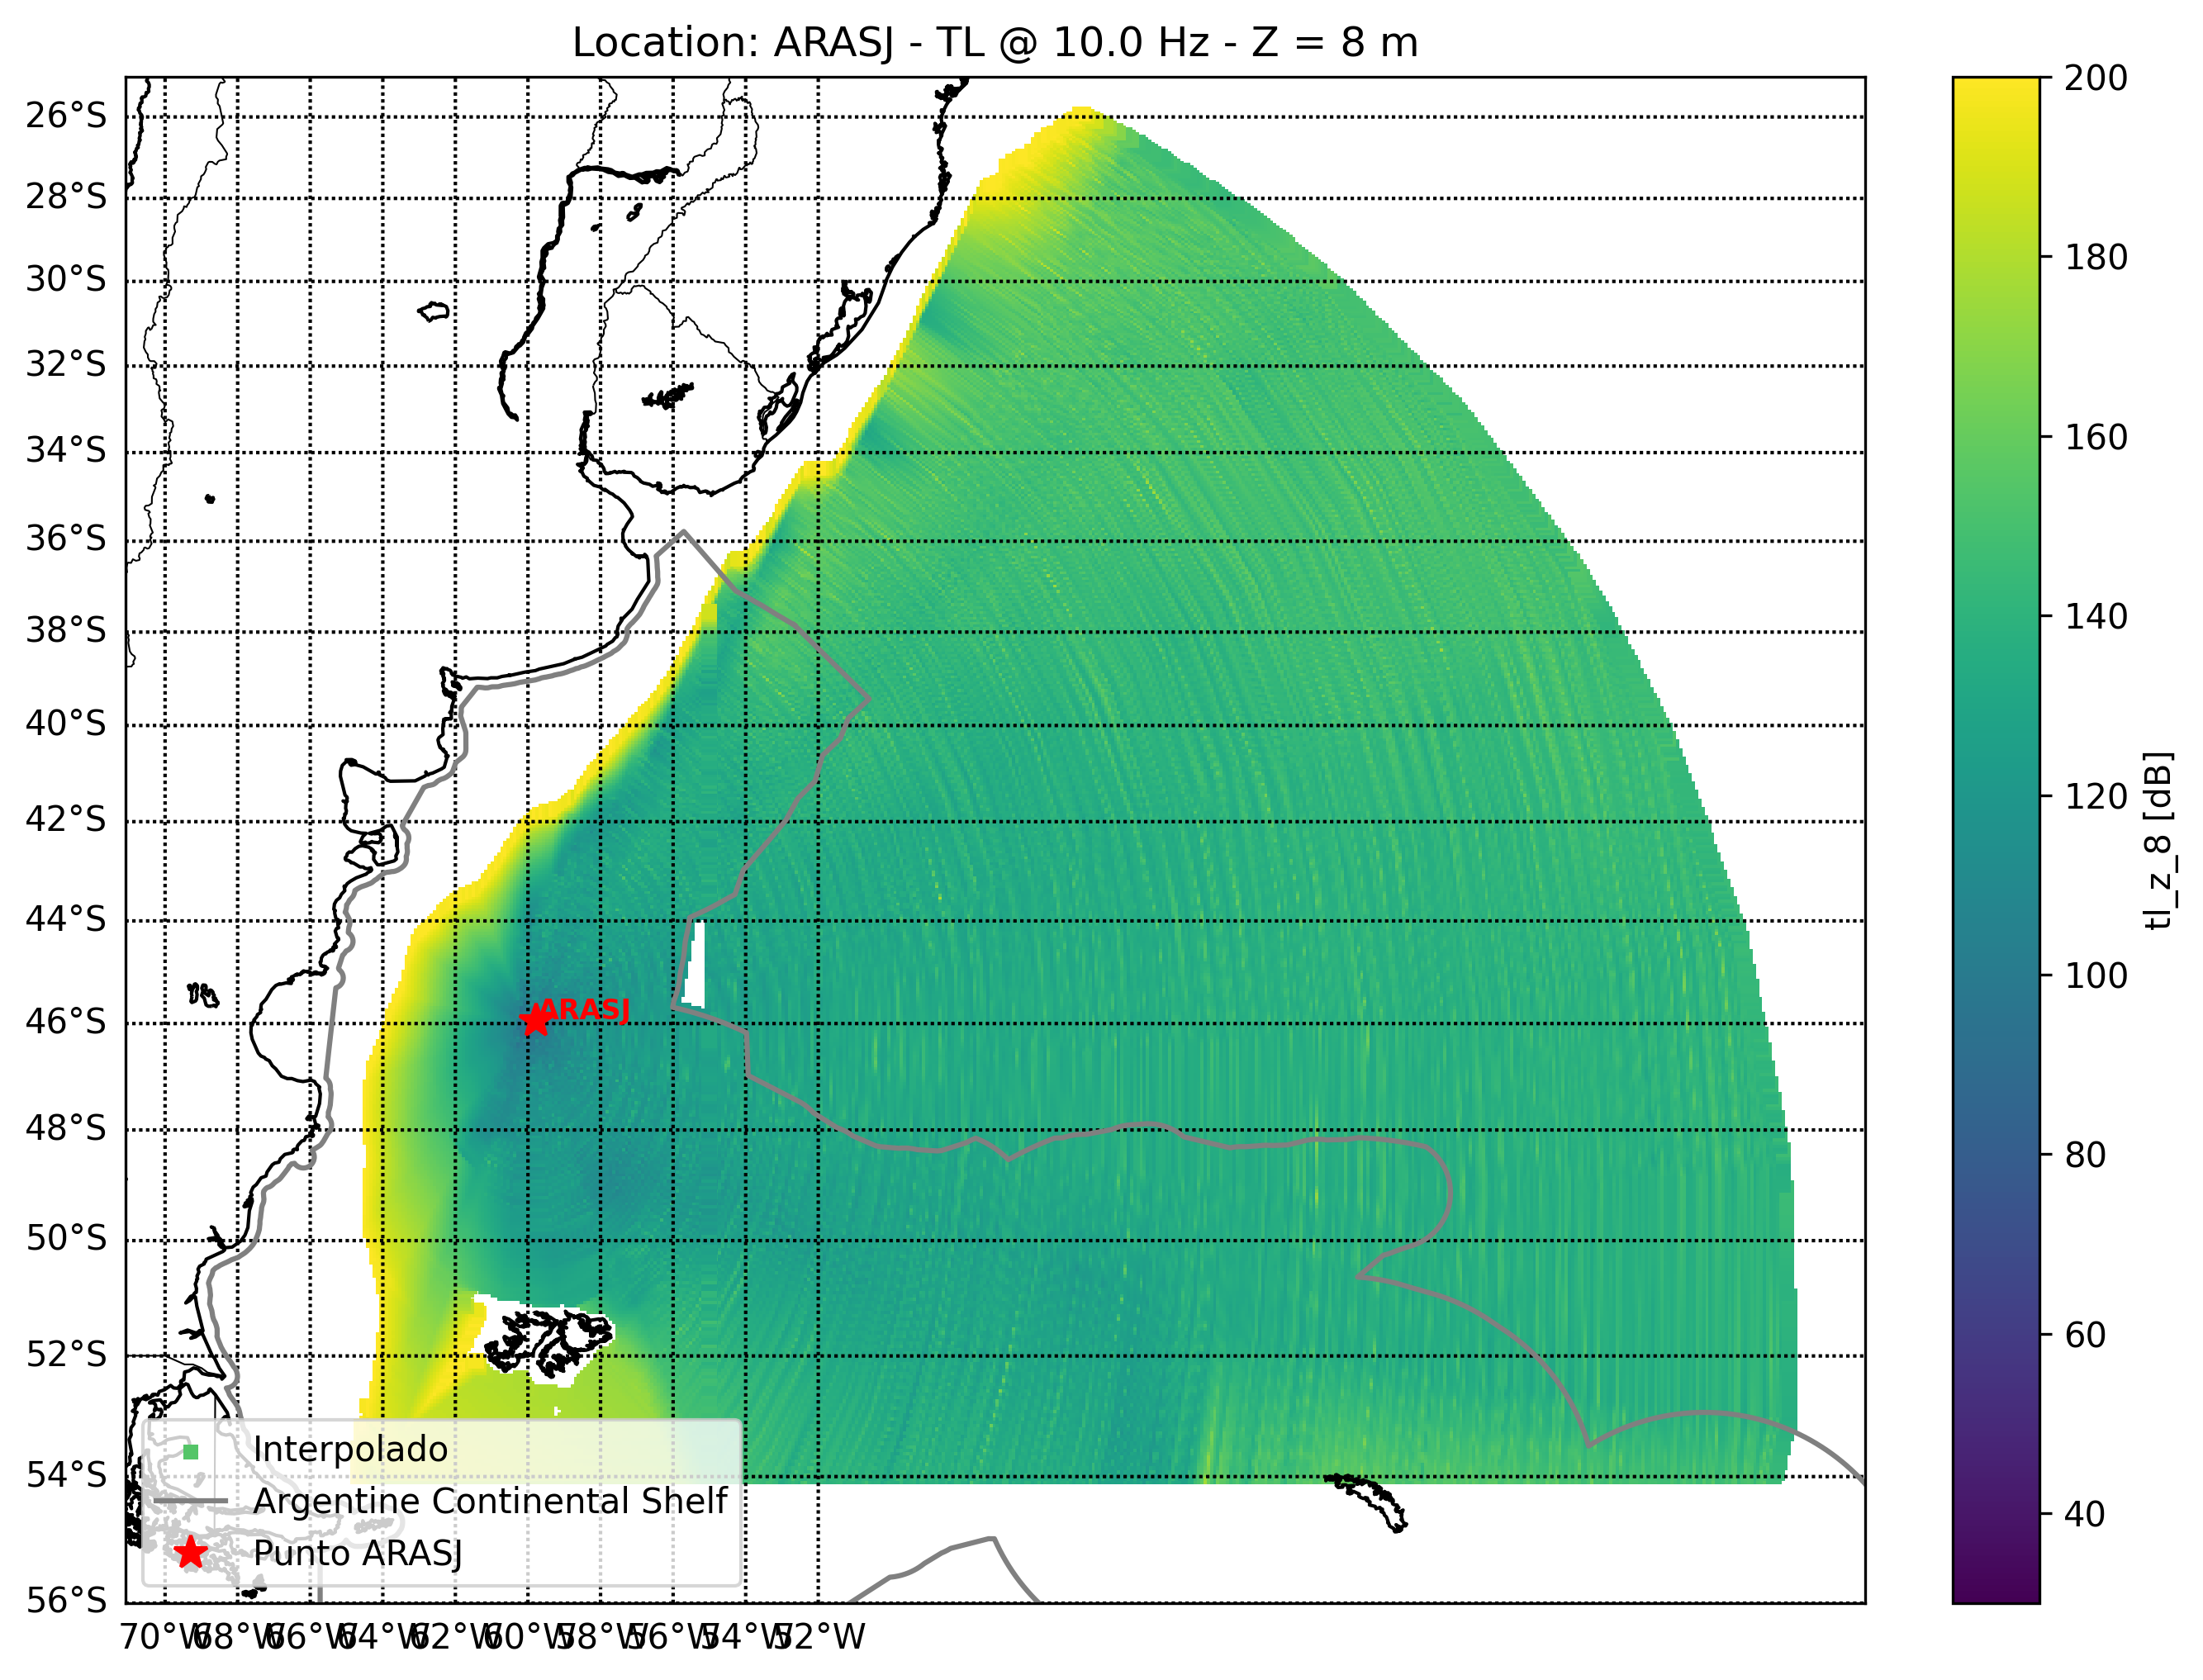 Location: ARASJ - TL @ 10.0 Hz - Z = 8 m
26°S
28°S
30°S
32°S
34°S
36°S
38°S
40°S
42°S
44°S
46°S
48°S
50°S
52°S
54°S
56°S
70°W 68°W 66°W 64°W 62°W 60°W 58°W 56°W 54°W 52°W
ARASJ
Interpolado
Argentine Continental Shelf
Punto ARASJ
200
180
160
140
120
100
80
60
40
tl_z_8 [dB]